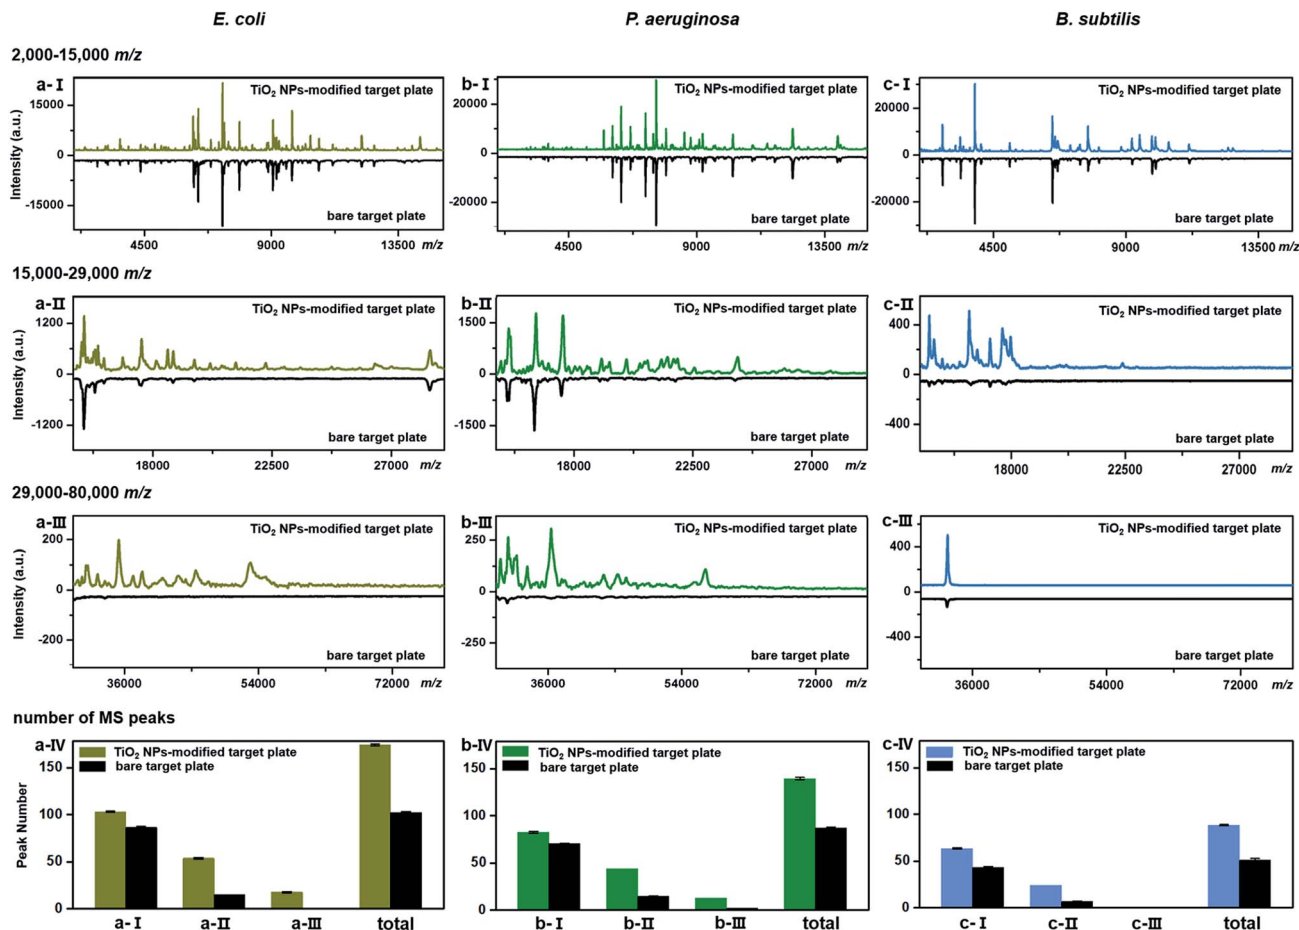 E. coli P. aeruginosa B. subtilis
2,000-15,000 m/z
a-I TiO2 NPs-modified target plate b-I TiO2 NPs-modified target plate c-I TiO2 NPs-modified target plate
Intensity (a.u.)
15000 0 -15000 20000 0 -20000 20000 0 -20000
bare target plate bare target plate bare target plate
4500 9000 13500 m/z 4500 9000 13500 m/z 4500 9000 13500 m/z
15,000-29,000 m/z
a-II TiO2 NPs-modified target plate b-II TiO2 NPs-modified target plate c-II TiO2 NPs-modified target plate
Intensity (a.u.)
1200 0 -1200 1500 0 -1500 400 0 -400
bare target plate bare target plate bare target plate
18000 22500 27000 m/z 18000 22500 27000 m/z 18000 22500 27000 m/z
29,000-80,000 m/z
a-III TiO2 NPs-modified target plate b-III TiO2 NPs-modified target plate c-III TiO2 NPs-modified target plate
Intensity (a.u.)
200 0 -200 250 0 -250 400 0 -400
bare target plate bare target plate bare target plate
36000 54000 72000 m/z 36000 54000 72000 m/z 36000 54000 72000 m/z
number of MS peaks
a-IV b-IV c-IV
TiO2 NPs-modified target plate TiO2 NPs-modified target plate TiO2 NPs-modified target plate
bare target plate bare target plate bare target plate
Peak Number
150 100 50 0 150 100 50 0 150 100 50 0
a-I a-II a-III total b-I b-II b-III total c-I c-II c-III total